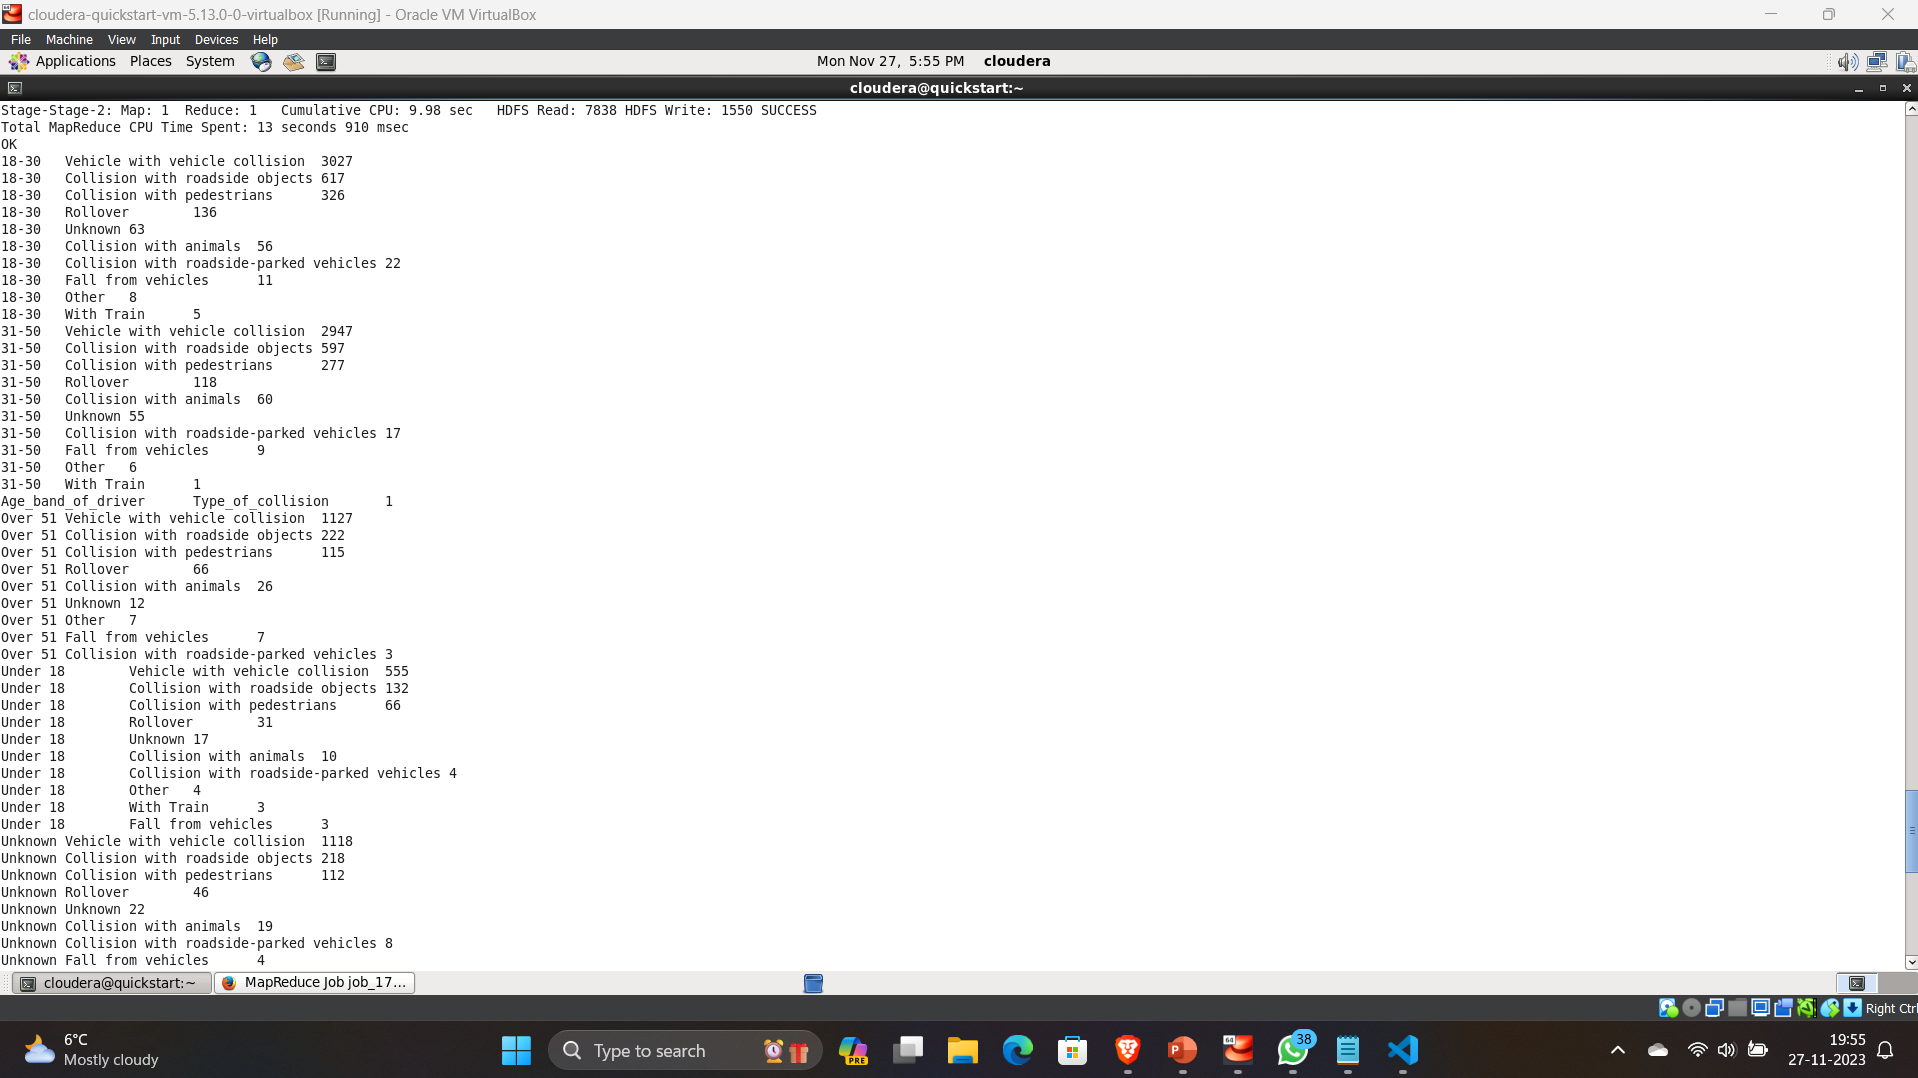 cloudera-quickstart-vm-5.13.0-0-virtualbox [Running] - Oracle VM VirtualBox
File Machine View Input Devices Help
Applications Places System Mon Nov 27, 5:55 PM cloudera
cloudera@quickstart:~
Stage-Stage-2: Map: 1  Reduce: 1   Cumulative CPU: 9.98 sec   HDFS Read: 7838 HDFS Write: 1550 SUCCESS
Total MapReduce CPU Time Spent: 13 seconds 910 msec
OK
18-30 Vehicle with vehicle collision 3027
18-30 Collision with roadside objects 617
18-30 Collision with pedestrians 326
18-30 Rollover 136
18-30 Unknown 63
18-30 Collision with animals 56
18-30 Collision with roadside-parked vehicles 22
18-30 Fall from vehicles 11
18-30 Other 8
18-30 With Train 5
31-50 Vehicle with vehicle collision 2947
31-50 Collision with roadside objects 597
31-50 Collision with pedestrians 277
31-50 Rollover 118
31-50 Collision with animals 60
31-50 Unknown 55
31-50 Collision with roadside-parked vehicles 17
31-50 Fall from vehicles 9
31-50 Other 6
31-50 With Train 1
Age_band_of_driver Type_of_collision 1
Over 51 Vehicle with vehicle collision 1127
Over 51 Collision with roadside objects 222
Over 51 Collision with pedestrians 115
Over 51 Rollover 66
Over 51 Collision with animals 26
Over 51 Unknown 12
Over 51 Other 7
Over 51 Fall from vehicles 7
Over 51 Collision with roadside-parked vehicles 3
Under 18 Vehicle with vehicle collision 555
Under 18 Collision with roadside objects 132
Under 18 Collision with pedestrians 66
Under 18 Rollover 31
Under 18 Unknown 17
Under 18 Collision with animals 10
Under 18 Collision with roadside-parked vehicles 4
Under 18 Other 4
Under 18 With Train 3
Under 18 Fall from vehicles 3
Unknown Vehicle with vehicle collision 1118
Unknown Collision with roadside objects 218
Unknown Collision with pedestrians 112
Unknown Rollover 46
Unknown Unknown 22
Unknown Collision with animals 19
Unknown Collision with roadside-parked vehicles 8
Unknown Fall from vehicles 4
cloudera@quickstart:~ MapReduce Job job_17...
Right Ctrl
6°C
Mostly cloudy
Type to search
PRE
64
38
19:55
27-11-2023